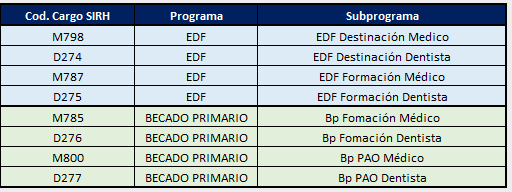 Cod. Cargo SIRH Programa Subprograma
M798 EDF EDF Destinación Medico
D274 EDF EDF Destinación Dentista
M787 EDF EDF Formación Médico
D275 EDF EDF Formación Dentista
M785 BECADO PRIMARIO Bp Fomación Médico
D276 BECADO PRIMARIO Bp Fomación Dentista
M800 BECADO PRIMARIO Bp PAO Médico
D277 BECADO PRIMARIO Bp PAO Dentista